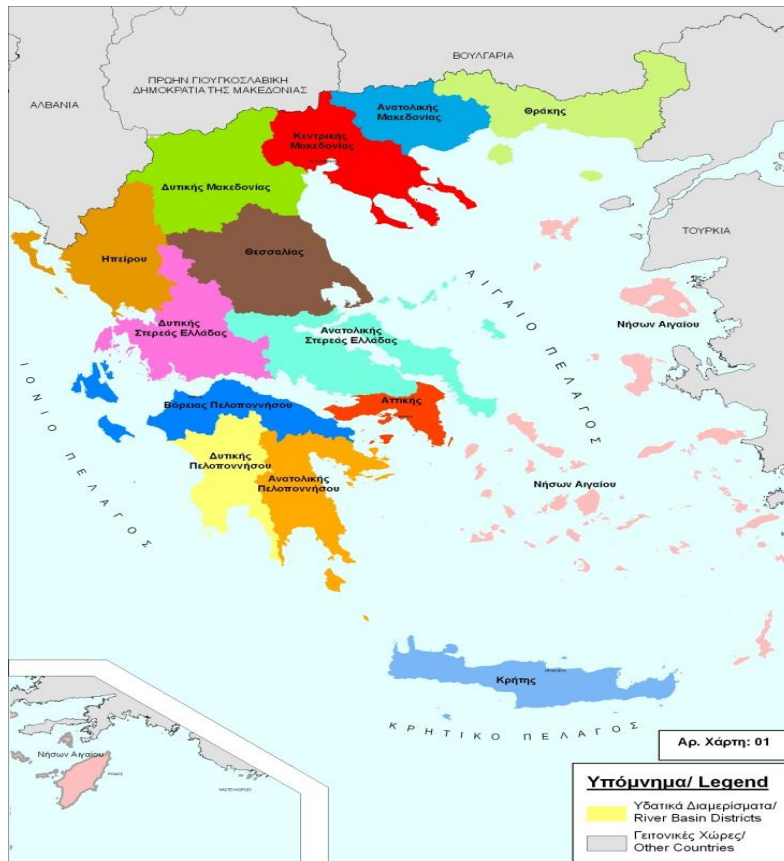 ΒΟΥΛΓΑΡΙΑ
ΠΡΩΗΝ ΓΙΟΥΓΚΟΣΛΑΒΙΚΗ
ΔΗΜΟΚΡΑΤΙΑ ΤΗΣ ΜΑΚΕΔΟΝΙΑΣ
ΑΛΒΑΝΙΑ
Ανατολικής
Μακεδονίας
Θράκης
Κεντρικής
Μακεδονίας
Δυτικής Μακεδονίας
ΤΟΥΡΚΙΑ
Ηπείρου
Θεσσαλίας
ΑΙΓΑΙΟ ΠΕΛΑΓΟΣ
Νήσων Αιγαίου
Δυτικής
Στερεάς Ελλάδας
Ανατολικής
Στερεάς Ελλάδας
ΙΟΝΙΟ ΠΕΛΑΓΟΣ
Βόρειας Πελοποννήσου
Αττικής
Δυτικής
Πελοποννήσου
Ανατολικής
Πελοποννήσου
Νήσων Αιγαίου
Κρήτης
ΚΡΗΤΙΚΟ ΠΕΛΑΓΟΣ
Νήσων Αιγαίου
Αρ. Χάρτη: 01
Υπόμνημα/ Legend
Υδατικά Διαμερίσματα/
River Basin Districts
Γειτονικές Χώρες/
Other Countries